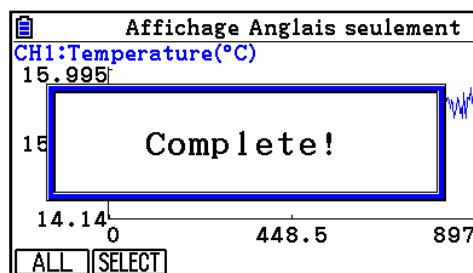 Affichage Anglais seulement
CH1:Temperature(°C)
15.995
15
Complete!
14.14
0 448.5 897
ALL SELECT